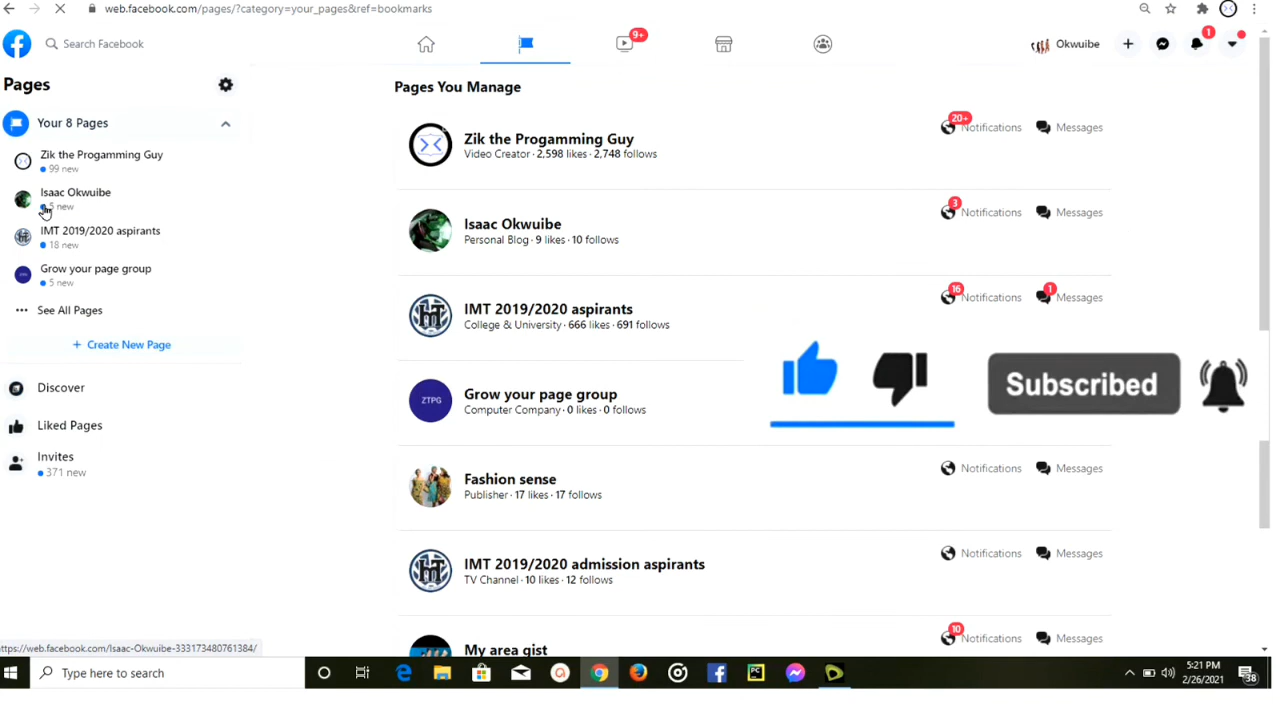 web.facebook.com/pages/?category=your_pages&ref=bookmarks
Search Facebook
9+
Okwuibe
1
Pages
Your 8 Pages
Zik the Progamming Guy
99 new
Isaac Okwuibe
5 new
IMT 2019/2020 aspirants
18 new
Grow your page group
5 new
See All Pages
+ Create New Page
Discover
Liked Pages
Invites
371 new
Pages You Manage
Zik the Progamming Guy
Video Creator · 2,598 likes · 2,748 follows
20+
Notifications
Messages
Isaac Okwuibe
Personal Blog · 9 likes · 10 follows
3
Notifications
Messages
IMT 2019/2020 aspirants
College & University · 666 likes · 691 follows
16
Notifications
1
Messages
ZTPG
Grow your page group
Computer Company · 0 likes · 0 follows
Subscribed
Fashion sense
Publisher · 17 likes · 17 follows
Notifications
Messages
IMT 2019/2020 admission aspirants
TV Channel · 10 likes · 12 follows
Notifications
Messages
My area gist
10
Notifications
Messages
https://web.facebook.com/Isaac-Okwuibe-333173480761384/
Type here to search
5:21 PM
2/26/2021
38